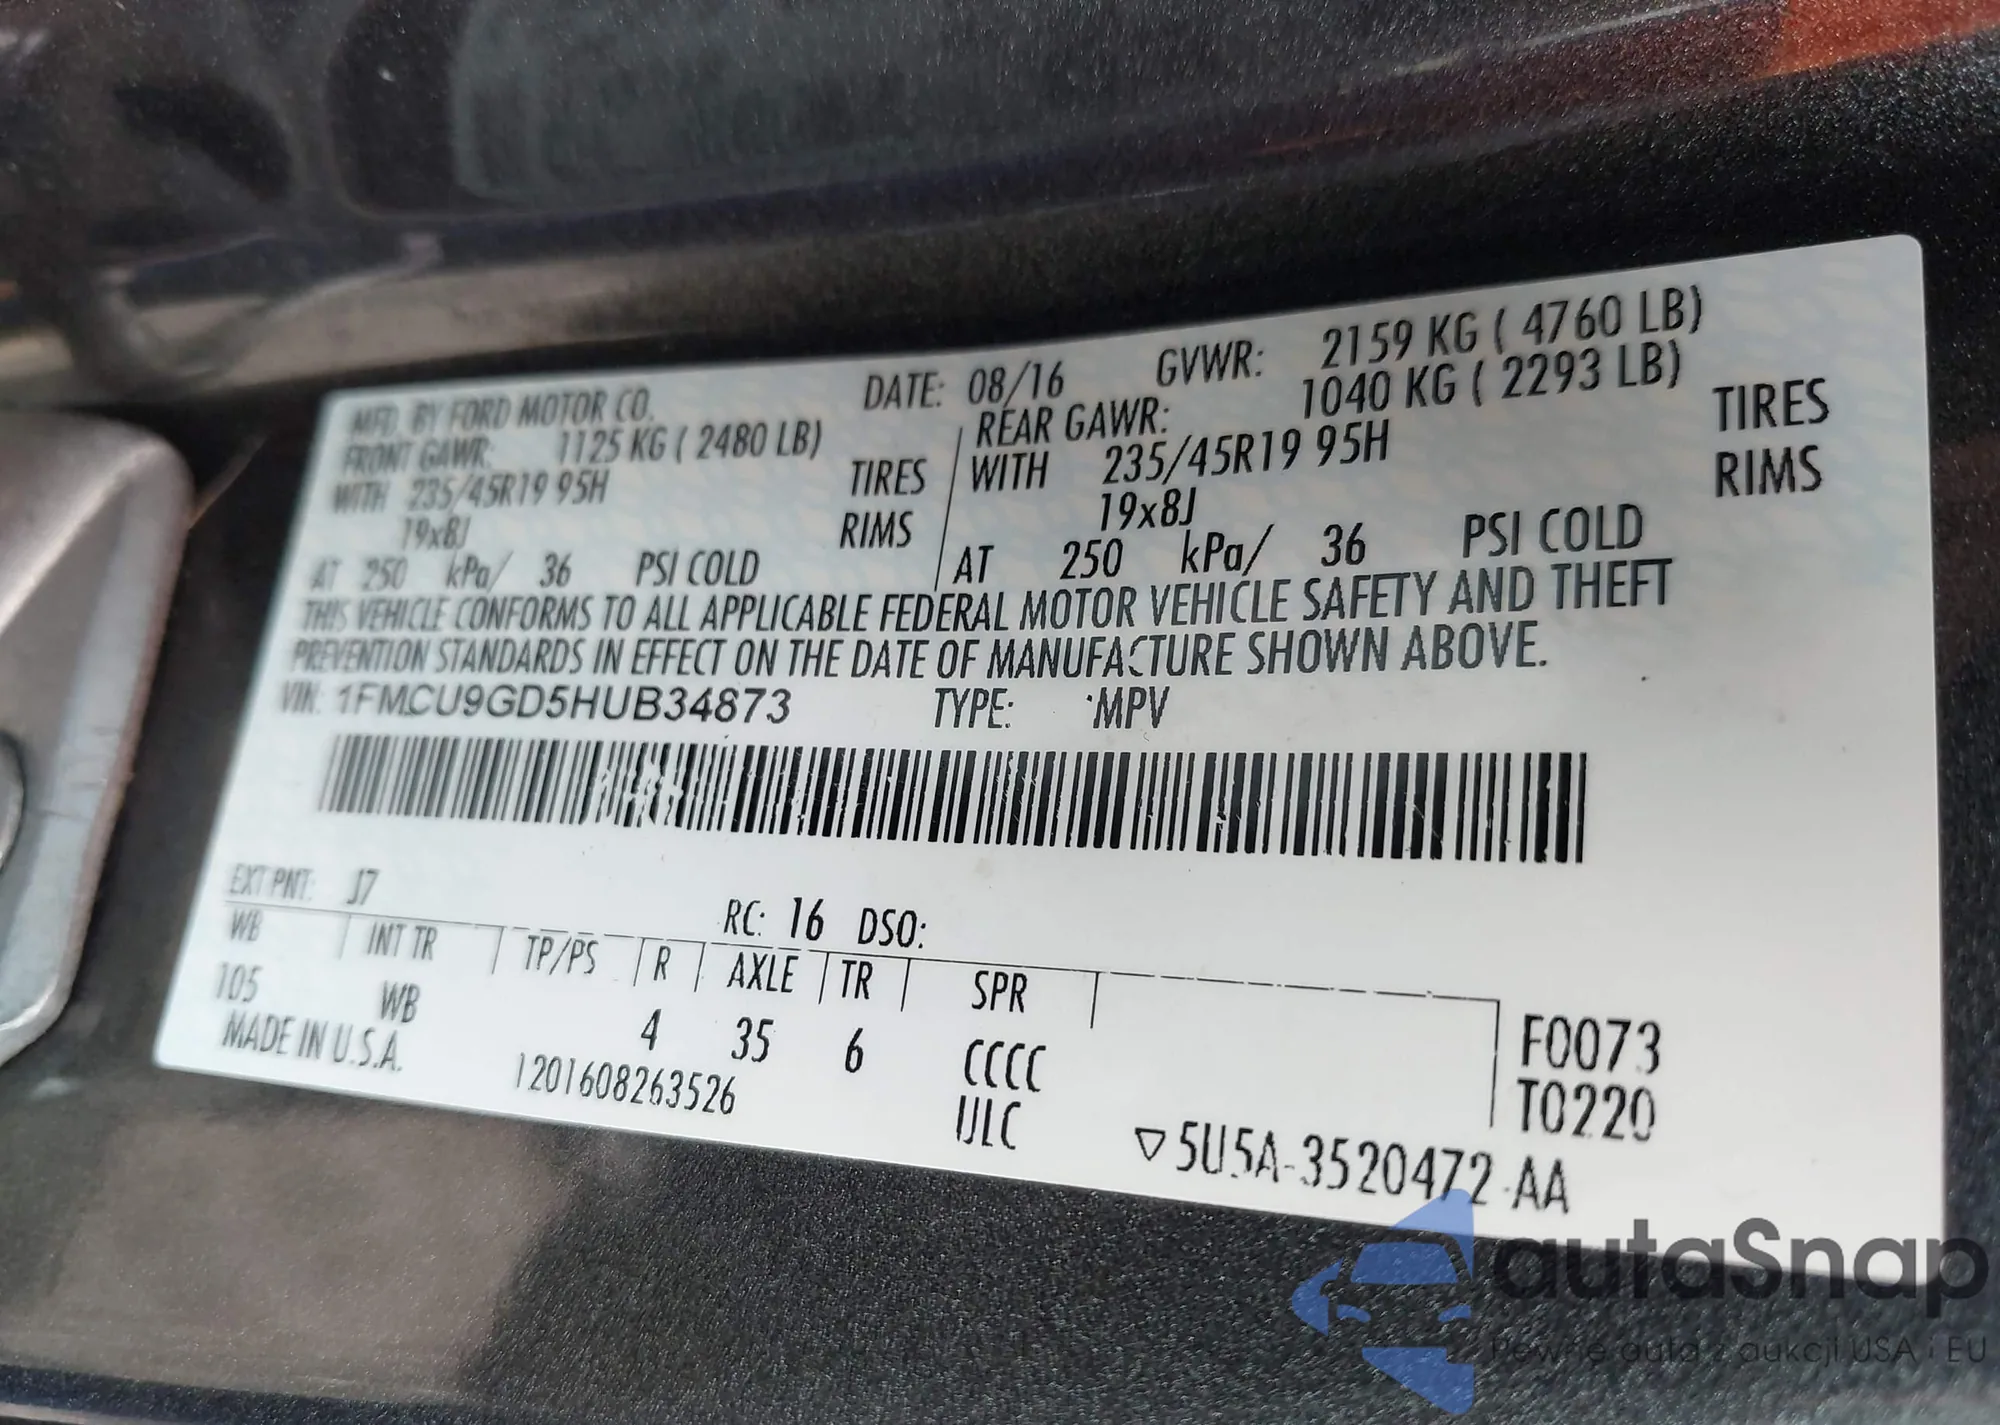 MFD. BY FORD MOTOR CO. DATE: 08/16 GVWR: 2159 KG ( 4760 LB)
FRONT GAWR: 1125 KG ( 2480 LB) REAR GAWR: 1040 KG ( 2293 LB)
WITH 235/45R19 95H TIRES WITH 235/45R19 95H TIRES
19x8J RIMS 19x8J RIMS
AT 250 kPa/ 36 PSI COLD AT 250 kPa/ 36 PSI COLD
THIS VEHICLE CONFORMS TO ALL APPLICABLE FEDERAL MOTOR VEHICLE SAFETY AND THEFT
PREVENTION STANDARDS IN EFFECT ON THE DATE OF MANUFACTURE SHOWN ABOVE.
VIN: 1FMCU9GD5HUB34873 TYPE: MPV
EXT PNT: J7 RC: 16 DSO:
WB INT TR TP/PS R AXLE TR SPR
105 WB 4 35 6 CCCC F0073
MADE IN U.S.A. 1201608263526 ULC T0220
▽5U5A-3520472-AA
autaSnap
Pewne auta z aukcji USA i EU